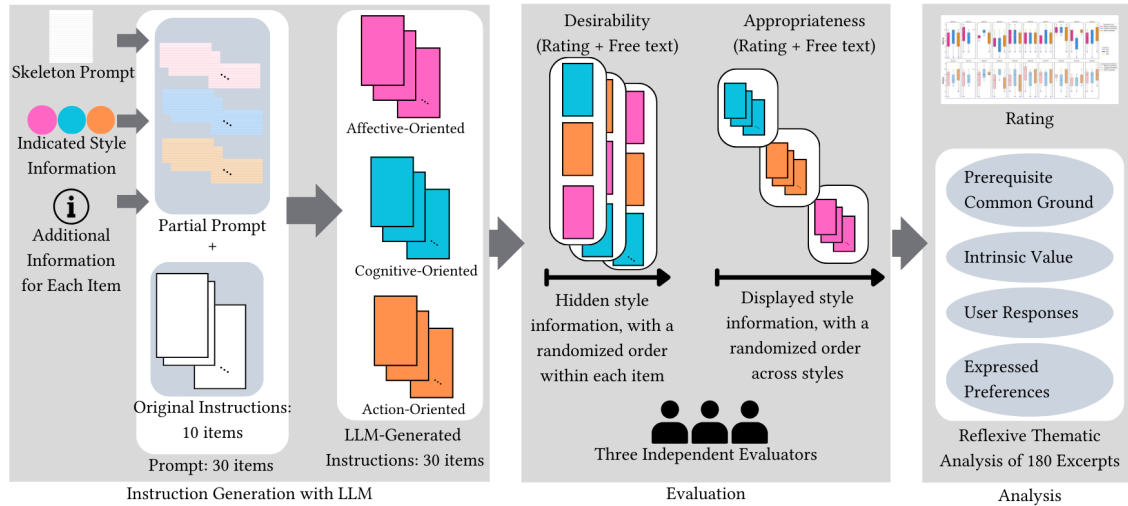 Skeleton Prompt
Indicated Style
Information
Additional
Information
for Each Item
Partial Prompt
+
Original Instructions:
10 items
Prompt: 30 items
Affective-Oriented
Cognitive-Oriented
Action-Oriented
LLM-Generated
Instructions: 30 items
Instruction Generation with LLM
Desirability
(Rating + Free text)
Appropriateness
(Rating + Free text)
Hidden style
information, with a
randomized order
within each item
Displayed style
information, with a
randomized order
across styles
Three Independent Evaluators
Evaluation
Rating
Prerequisite
Common Ground
Intrinsic Value
User Responses
Expressed
Preferences
Reflexive Thematic
Analysis of 180 Excerpts
Analysis